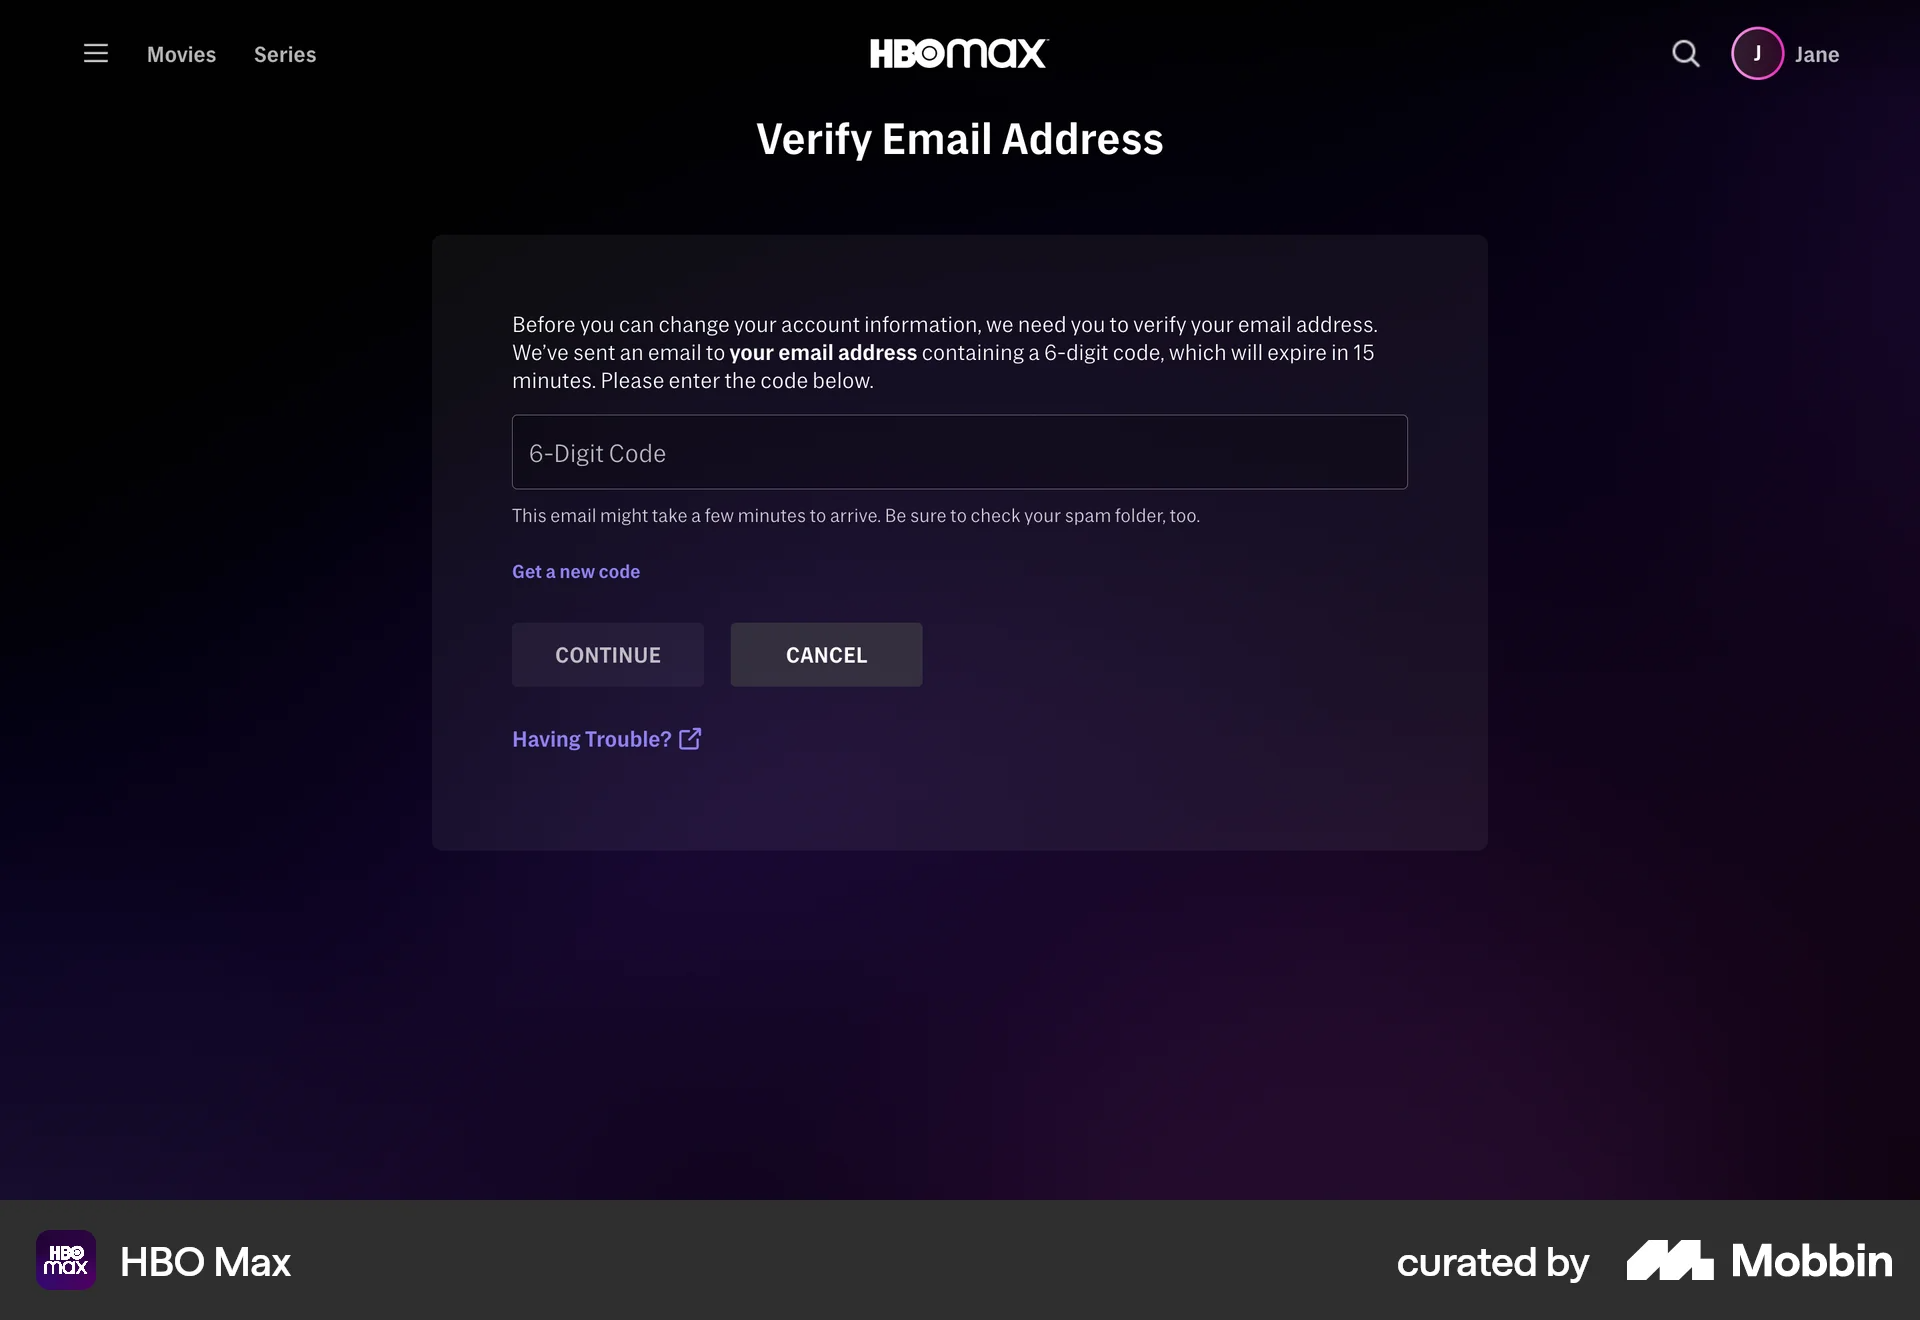 Movies
Series
HBOMAX
J
Jane
Verify Email Address
Before you can change your account information, we need you to verify your email address.
We've sent an email to your email address containing a 6-digit code, which will expire in 15
minutes. Please enter the code below.
6-Digit Code
This email might take a few minutes to arrive. Be sure to check your spam folder, too.
Get a new code
CONTINUE
CANCEL
Having Trouble?
HBO
max
HBO Max
curated by
Mobbin